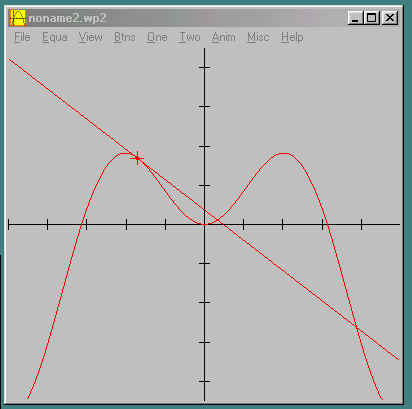 noname2.wp2
File Equa View Btns One Two Anim Misc Help